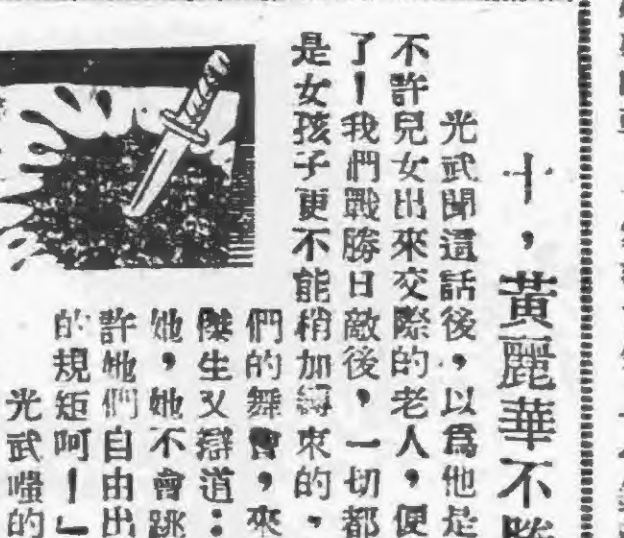 十，黃麗華不勝
光武聞這話後，以為他是
不許兒女出來交際的老人，便
了！我們戰勝日敵後，一切都
是女孩子更不能稍加縛束的，
們的舞會，來
傑生又辯道：
她，她不會跳
許她們自由出
的規矩呵！」
光武嗤的